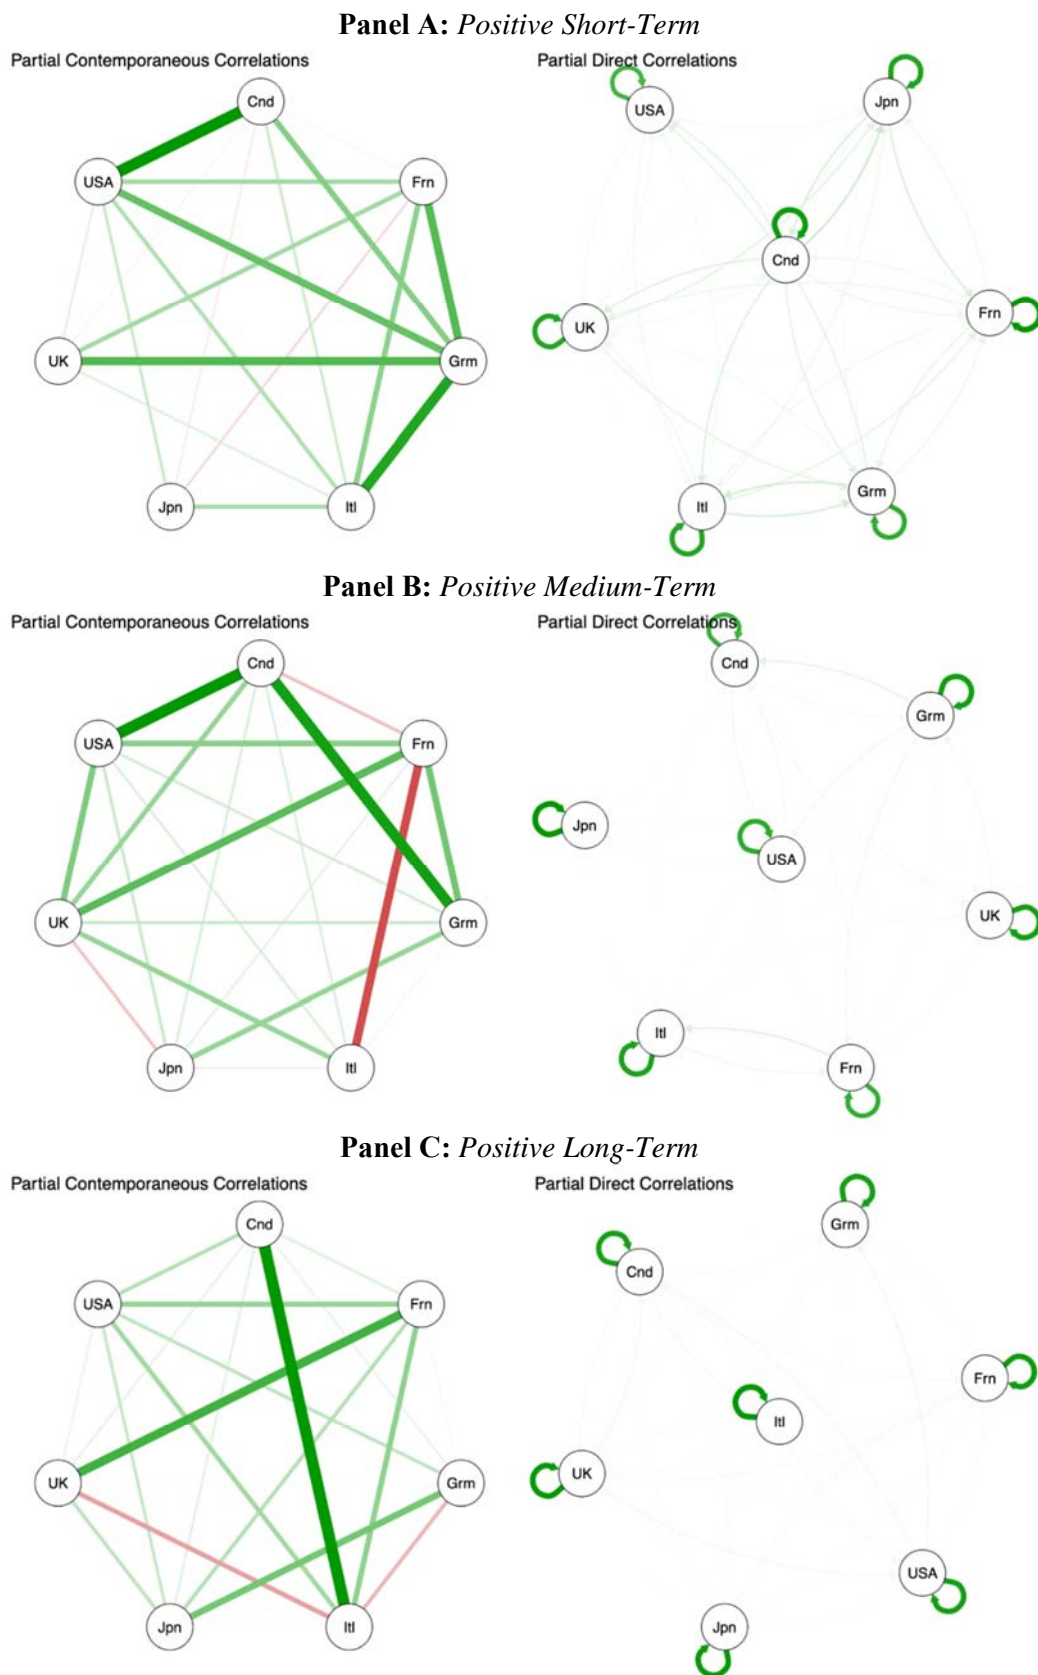 Panel A: Positive Short-Term
Partial Contemporaneous Correlations
Partial Direct Correlations
Cnd
USA
Frn
UK
Grm
Jpn
Itl
USA
Jpn
Cnd
UK
Frn
Itl
Grm
Panel B: Positive Medium-Term
Partial Contemporaneous Correlations
Partial Direct Correlations
Cnd
USA
Frn
UK
Grm
Jpn
Itl
Cnd
Grm
Jpn
USA
UK
Itl
Frn
Panel C: Positive Long-Term
Partial Contemporaneous Correlations
Partial Direct Correlations
Cnd
USA
Frn
UK
Grm
Jpn
Itl
Grm
Cnd
Frn
Itl
UK
USA
Jpn